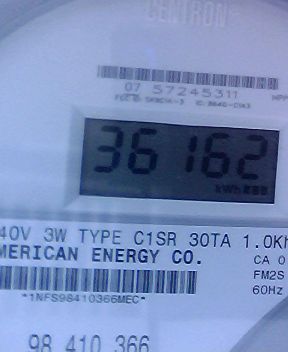 CENTRON®
07 57245311
36162
kWh
40V 3W TYPE C1SR 30TA 1.0Kh
MERICAN ENERGY CO.
CA 0
FM2S
60Hz
*1NFS98410366MEC*
98 410 366